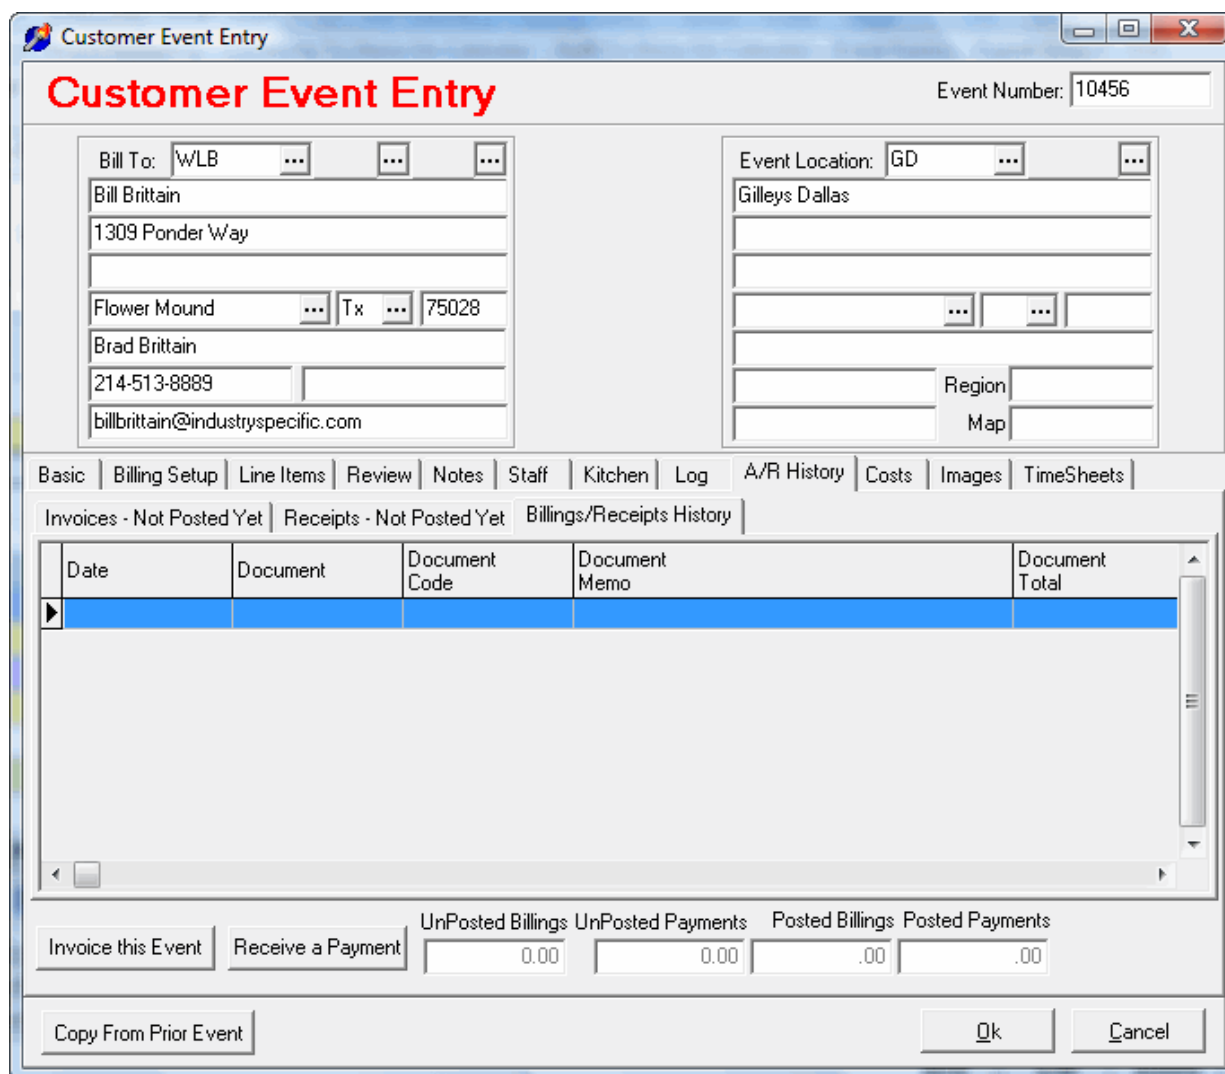 Customer Event Entry
Customer Event Entry
Event Number: 10456
Bill To: WLB ... ... ...
Bill Brittain
1309 Ponder Way
Flower Mound ... Tx ... 75028
Brad Brittain
214-513-8889
billbrittain@industryspecific.com
Event Location: GD ... ...
Gilleys Dallas
... ...
Region
Map
Basic Billing Setup Line Items Review Notes Staff Kitchen Log A/R History Costs Images TimeSheets
Invoices - Not Posted Yet Receipts - Not Posted Yet Billings/Receipts History
Date Document Document Code Document Memo Document Total
Invoice this Event Receive a Payment
UnPosted Billings UnPosted Payments Posted Billings Posted Payments
0.00 0.00 .00 .00
Copy From Prior Event Ok Cancel